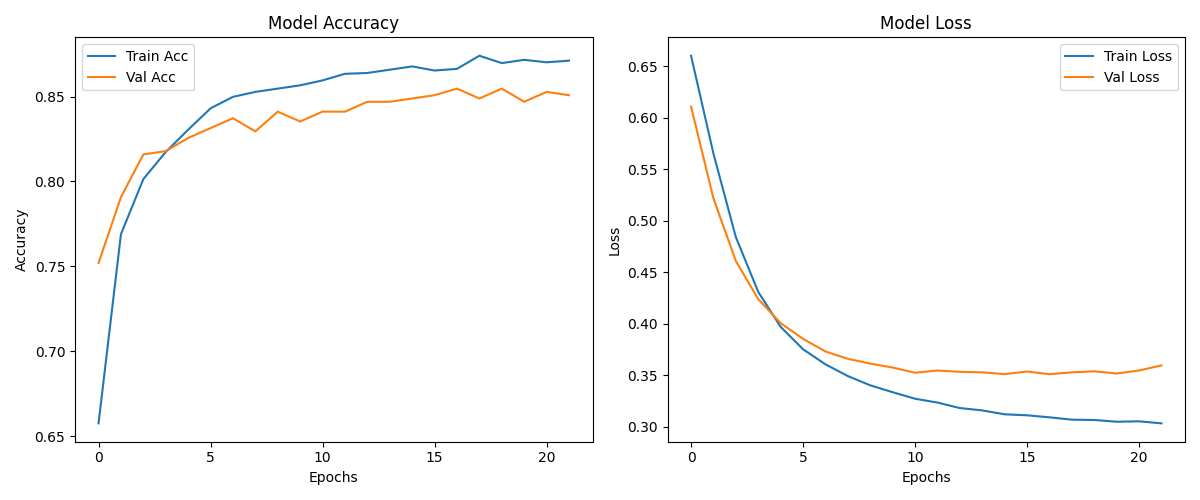 Model Accuracy
Train Acc
Val Acc
Accuracy
0.85
0.80
0.75
0.70
0.65
0 5 10 15 20
Epochs
Model Loss
Train Loss
Val Loss
Loss
0.65
0.60
0.55
0.50
0.45
0.40
0.35
0.30
0 5 10 15 20
Epochs